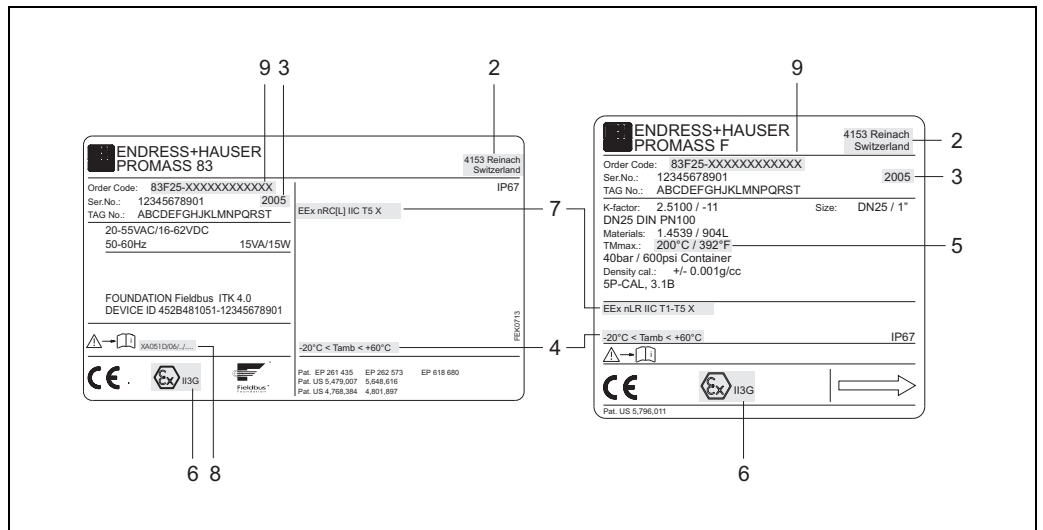 9 3
2
ENDRESS+HAUSER
PROMASS 83
4153 Reinach
Switzerland
Order Code: 83F25-XXXXXXXXXXXX
Ser.No.: 12345678901 2005
TAG No.: ABCDEFGHJKLMNPQRST
IP67
20-55VAC/16-62VDC
50-60Hz 15VA/15W
EEx nRC[L] IIC T5 X
FOUNDATION Fieldbus ITK 4.0
DEVICE ID 452B481051-12345678901
XA051D/06/../....
-20°C < Tamb < +60°C
FEK0713
CE
Ex II3G
Fieldbus
Foundation
Pat. EP 261 435 EP 262 573 EP 618 680
Pat. US 5,479,007 5,648,616
Pat. US 4,768,384 4,801,897
6 8
7
4
9
ENDRESS+HAUSER
PROMASS F
4153 Reinach
Switzerland
2
Order Code: 83F25-XXXXXXXXXXXX
Ser.No.: 12345678901 2005
3
TAG No.: ABCDEFGHJKLMNPQRST
K-factor: 2.5100 / -11 Size: DN25 / 1"
DN25 DIN PN100
Materials: 1.4539 / 904L
TMmax.: 200°C / 392°F
5
40bar / 600psi Container
Density cal.: +/- 0.001g/cc
5P-CAL, 3.1B
EEx nLR IIC T1-T5 X
-20°C < Tamb < +60°C IP67
CE
Ex II3G
Pat. US 5,796,011
6